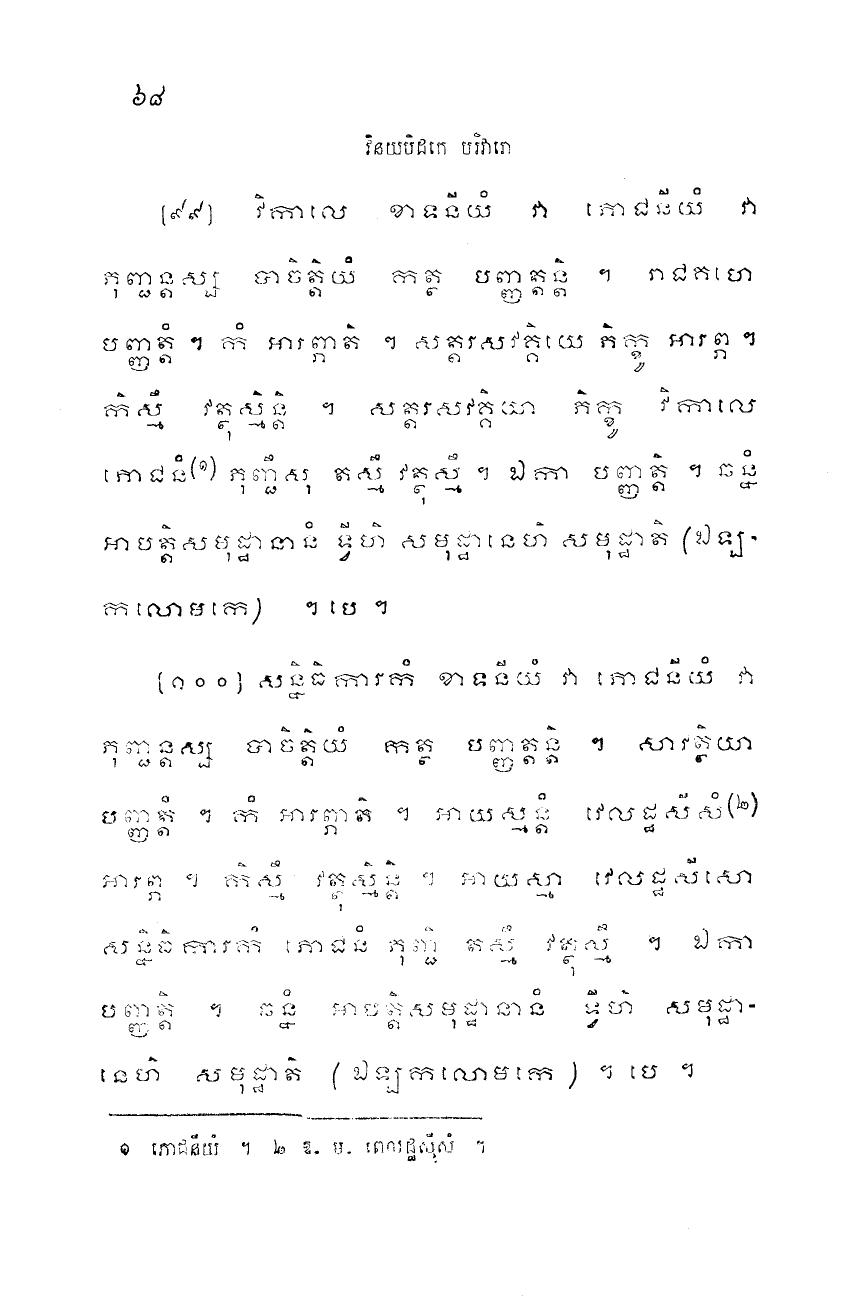 ៦៨
វិនយបិដកេ បរិវារោ
[៩៩] វិកាលេ ខាទនីយំ វា ភោជនីយំ វា
ភុញ្ជន្តស្ស បាចិត្តិយំ កត្ថ បញ្ញត្តន្តិ ។ រាជគហេ
បញ្ញត្តំ ។ កំ អារព្ភាតិ ។ សត្តរសវគ្គិយេ ភិក្ខូ អារព្ភ ។
កិស្មឹ វត្ថុស្មិន្តិ ។ សត្តរសវគ្គិយា ភិក្ខូ វិកាលេ
ភោជនំ(១) ភុញ្ជឹសុ តស្មឹ វត្ថុស្មឹ ។ ឯកា បញ្ញត្តិ ។ ឆន្នំ
អាបត្តិសមុដ្ឋានានំ ទ្វីហិ សមុដ្ឋានេហិ សមុដ្ឋាតិ (ឯឡ-
កលោមកេ) ។ បេ ។
[១០០] សន្និធិការកំ ខាទនីយំ វា ភោជនីយំ វា
ភុញ្ជន្តស្ស បាចិត្តិយំ កត្ថ បញ្ញត្តន្តិ ។ សាវត្ថិយា
បញ្ញត្តំ ។ កំ អារព្ភាតិ ។ អាយស្មន្តំ វេលដ្ឋសីសំ(២)
អារព្ភ ។ កិស្មឹ វត្ថុស្មិន្តិ ។ អាយស្មា វេលដ្ឋសីសោ
សន្និធិការកំ ភោជនំ ភុញ្ជិ តស្មឹ វត្ថុស្មឹ ។ ឯកា
បញ្ញត្តិ ។ ឆន្នំ អាបត្តិសមុដ្ឋានានំ ទ្វីហិ សមុដ្ឋា-
នេហិ សមុដ្ឋាតិ (ឯឡកលោមកេ) ។ បេ ។
១ ភោជនីយំ ។ ២ ឱ. ម. ពេលដ្ឋស៊ីសំ ។